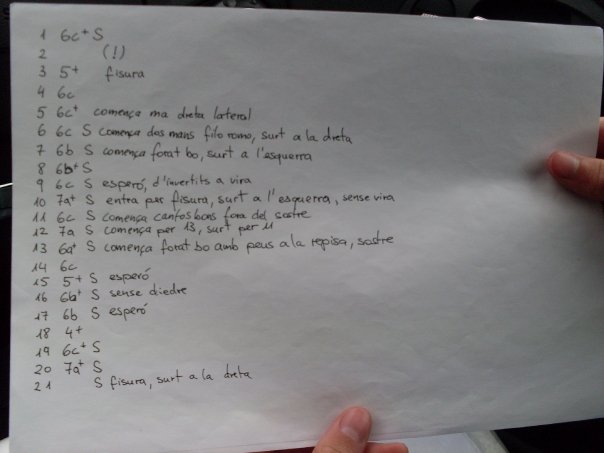 1 6c+ S
2 (!)
3 5+ fisura
4 6c
5 6c+ comença ma dreta lateral
6 6c S comença dos mans filo romo, surt a la dreta
7 6b S comença forat bo, surt a l'esquerra
8 6b+ S
9 6c S esperó, d'invertits a vira
10 7a+ S entra per fisura, surt a l'esquerra, sense vira
11 6c S comença cantos bons fora del sostre
12 7a S comença per 13, surt per 11
13 6a+ S comença forat bo amb peus a la repisa, sostre
14 6c
15 5+ S esperó
16 6b+ S sense diedre
17 6b S esperó
18 4+
19 6c+ S
20 7a+ S
21 S fisura, surt a la dreta